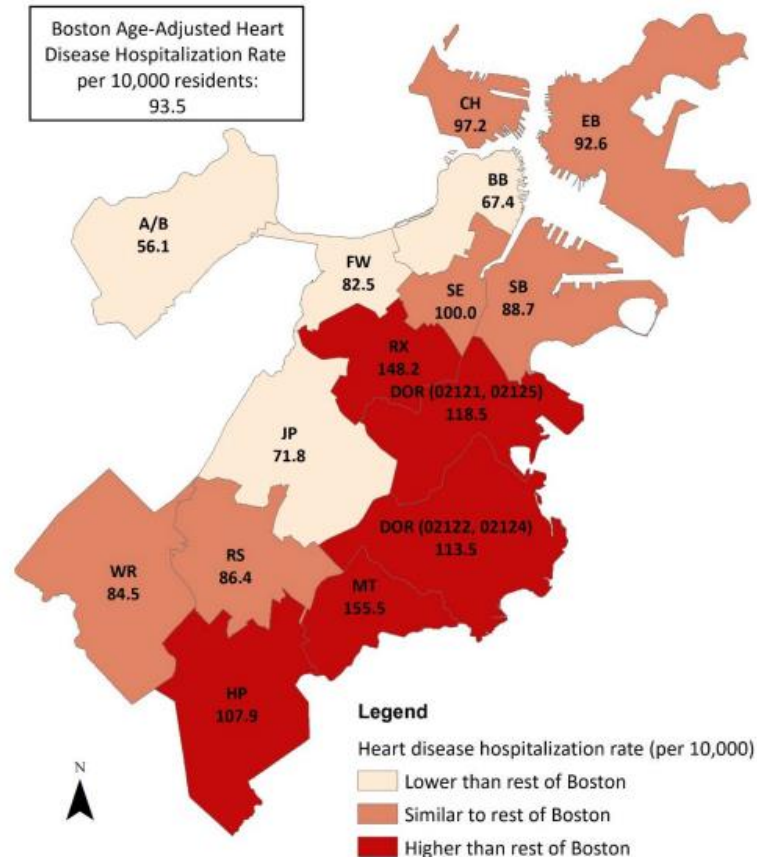 Boston Age-Adjusted Heart
Disease Hospitalization Rate
per 10,000 residents:
93.5
CH
97.2
EB
92.6
BB
67.4
A/B
56.1
FW
82.5
SE
100.0
SB
88.7
RX
148.2
DOR (02121, 02125)
118.5
JP
71.8
DOR (02122, 02124)
113.5
WR
84.5
RS
86.4
MT
155.5
HP
107.9
N
Legend
Heart disease hospitalization rate (per 10,000)
Lower than rest of Boston
Similar to rest of Boston
Higher than rest of Boston